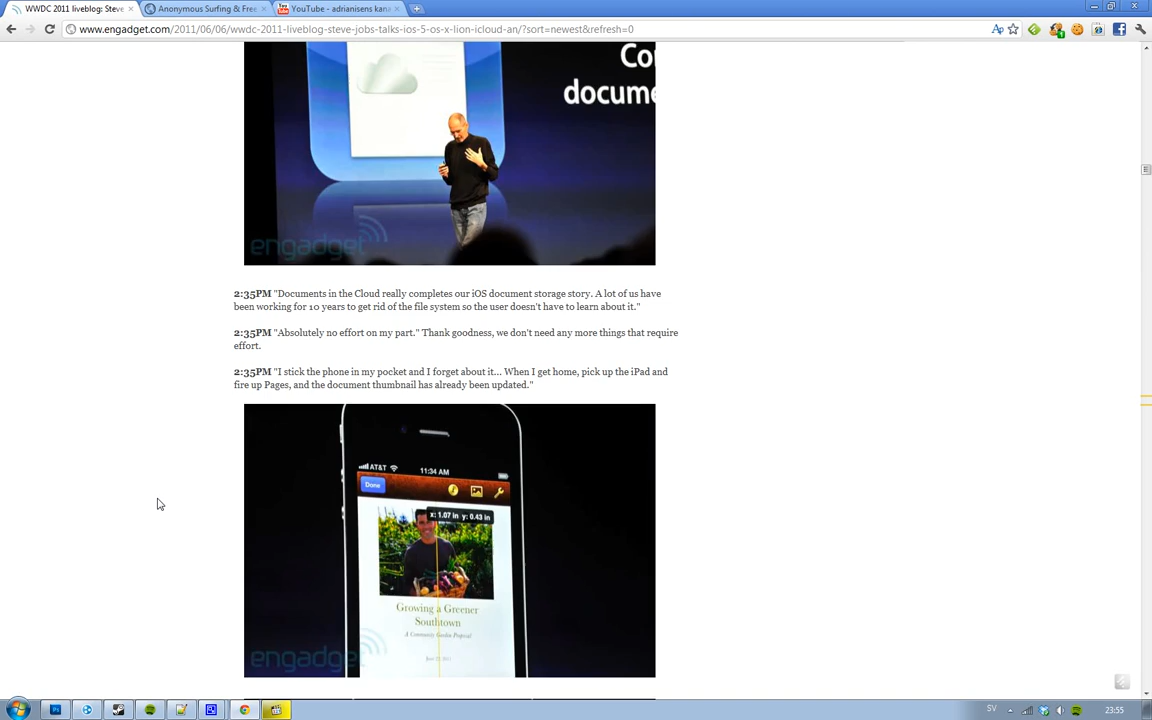 WWDC 2011 liveblog: Steve
Anonymous Surfing & Free
YouTube - adrianisens kana
www.engadget.com/2011/06/06/wwdc-2011-liveblog-steve-jobs-talks-ios-5-os-x-lion-icloud-an/?sort=newest&refresh=0
Co
docume
engadget
2:35PM "Documents in the Cloud really completes our iOS document storage story. A lot of us have
been working for 10 years to get rid of the file system so the user doesn't have to learn about it."
2:35PM "Absolutely no effort on my part." Thank goodness, we don't need any more things that require
effort.
2:35PM "I stick the phone in my pocket and I forget about it... When I get home, pick up the iPad and
fire up Pages, and the document thumbnail has already been updated."
AT&T 11:34 AM
Done
x: 1.07 in y: 0.43 in
Growing a Greener
Southtown
A Community Garden Proposal
engadget
SV 23:55